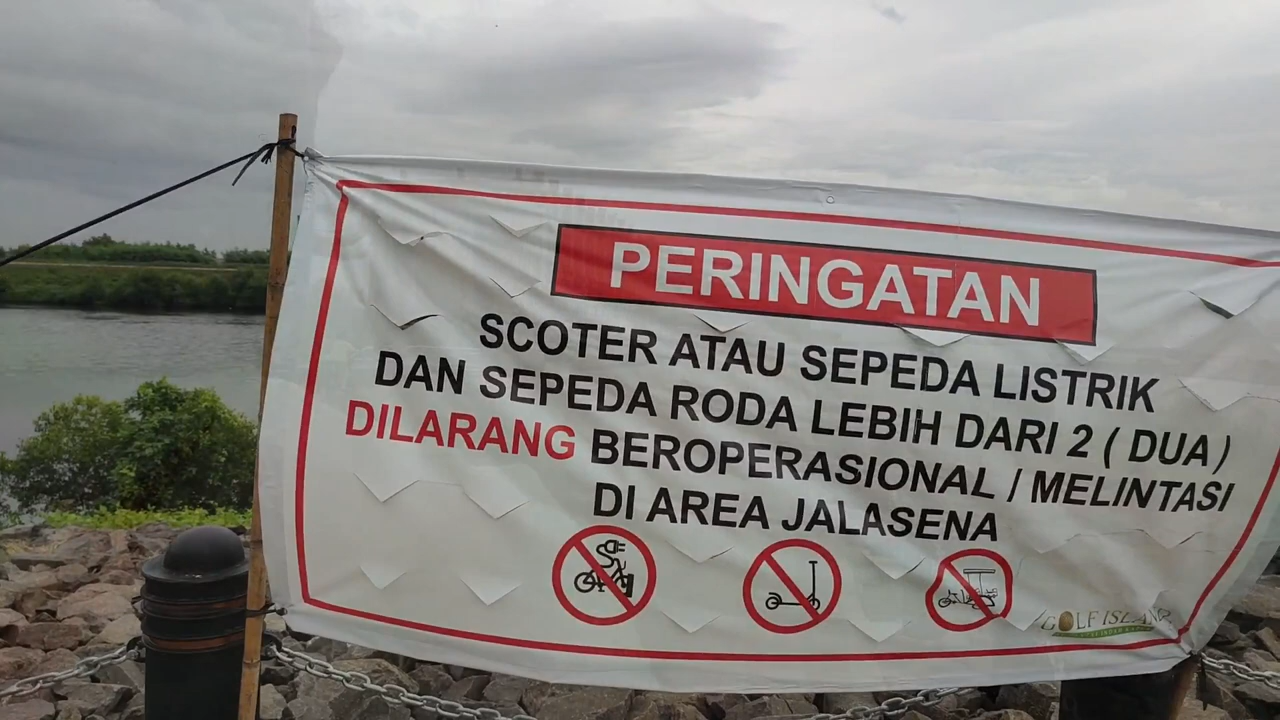 PERINGATAN
SCOTER ATAU SEPEDA LISTRIK
DAN SEPEDA RODA LEBIH DARI 2 ( DUA )
DILARANG BEROPERASIONAL / MELINTASI
DI AREA JALASENA
GOLF ISLAND